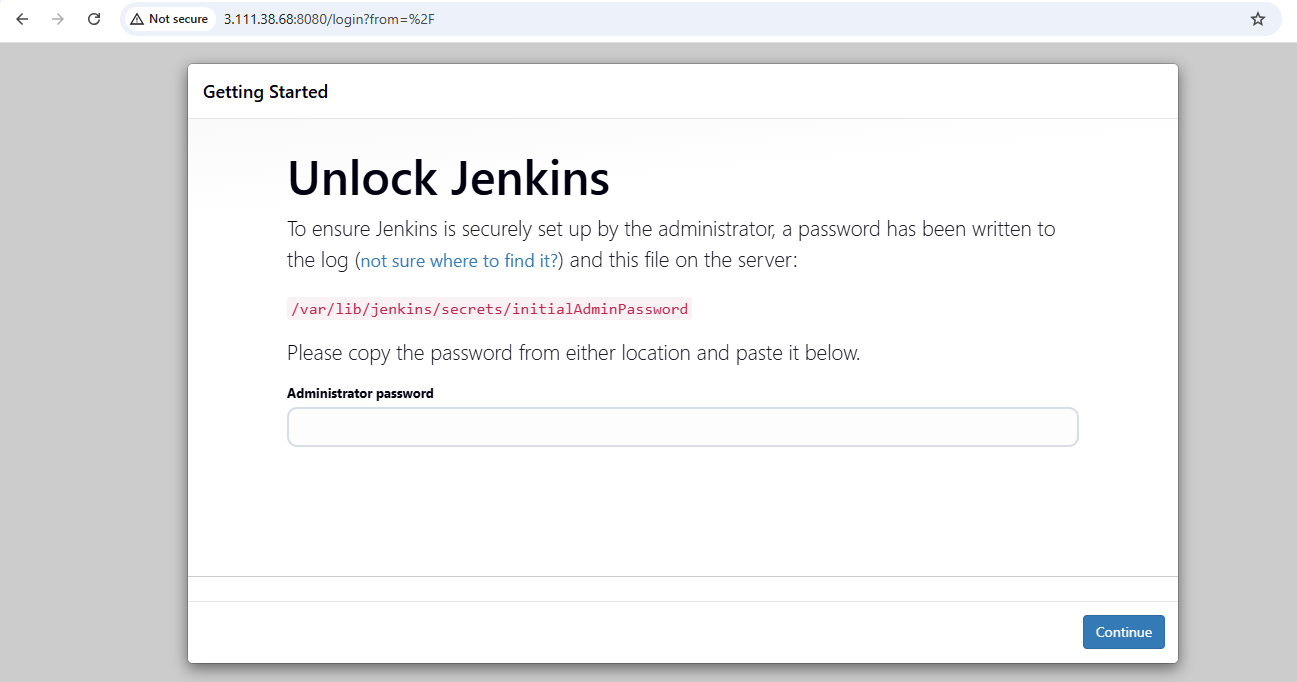 Not secure 3.111.38.68:8080/login?from=%2F
Getting Started
Unlock Jenkins
To ensure Jenkins is securely set up by the administrator, a password has been written to
the log (not sure where to find it?) and this file on the server:
/var/lib/jenkins/secrets/initialAdminPassword
Please copy the password from either location and paste it below.
Administrator password
Continue